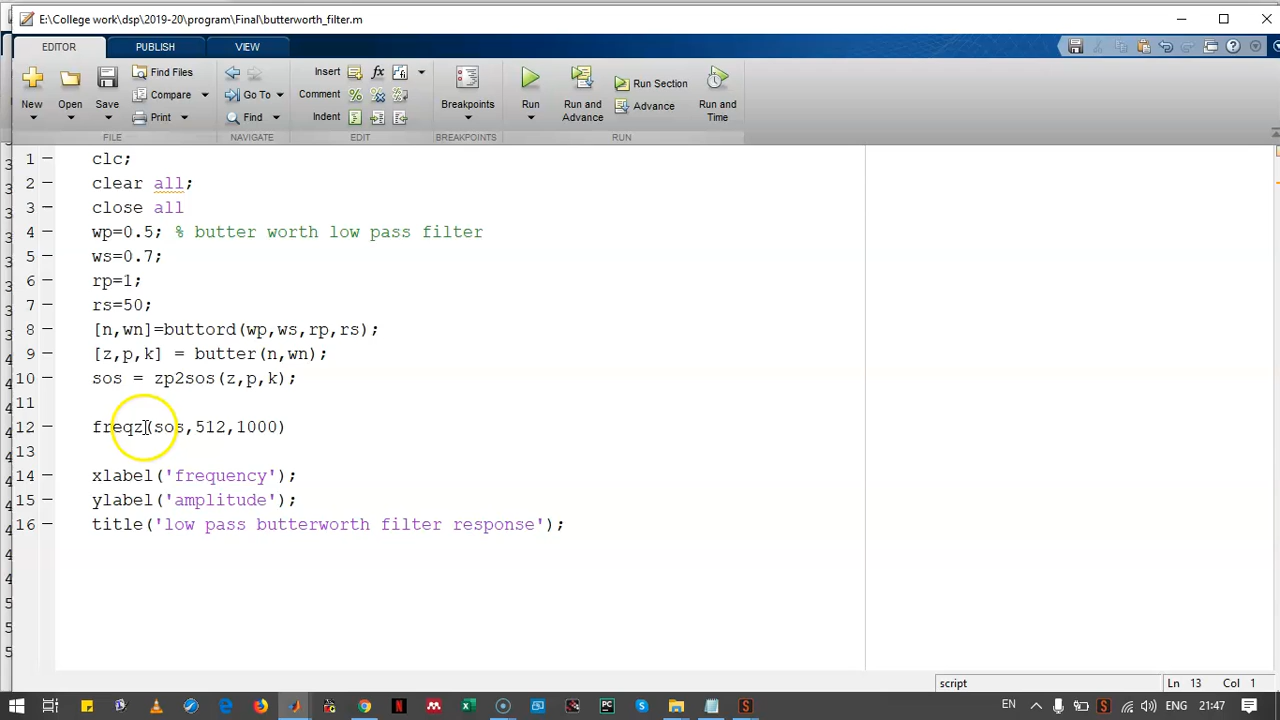 E:\College work\dsp\2019-20\program\Final\butterworth_filter.m
EDITOR PUBLISH VIEW
New Open Save Find Files Compare Print Go To Find Insert Comment Indent Breakpoints Run Run and Advance Run Section Advance Run and Time
FILE NAVIGATE EDIT BREAKPOINTS RUN
1 clc;
2 clear all;
3 close all
4 wp=0.5; % butter worth low pass filter
5 ws=0.7;
6 rp=1;
7 rs=50;
8 [n,wn]=buttord(wp,ws,rp,rs);
9 [z,p,k] = butter(n,wn);
10 sos = zp2sos(z,p,k);
11
12 freqz(sos,512,1000)
13
14 xlabel('frequency');
15 ylabel('amplitude');
16 title('low pass butterworth filter response');
script Ln 13 Col 1
EN 21:47